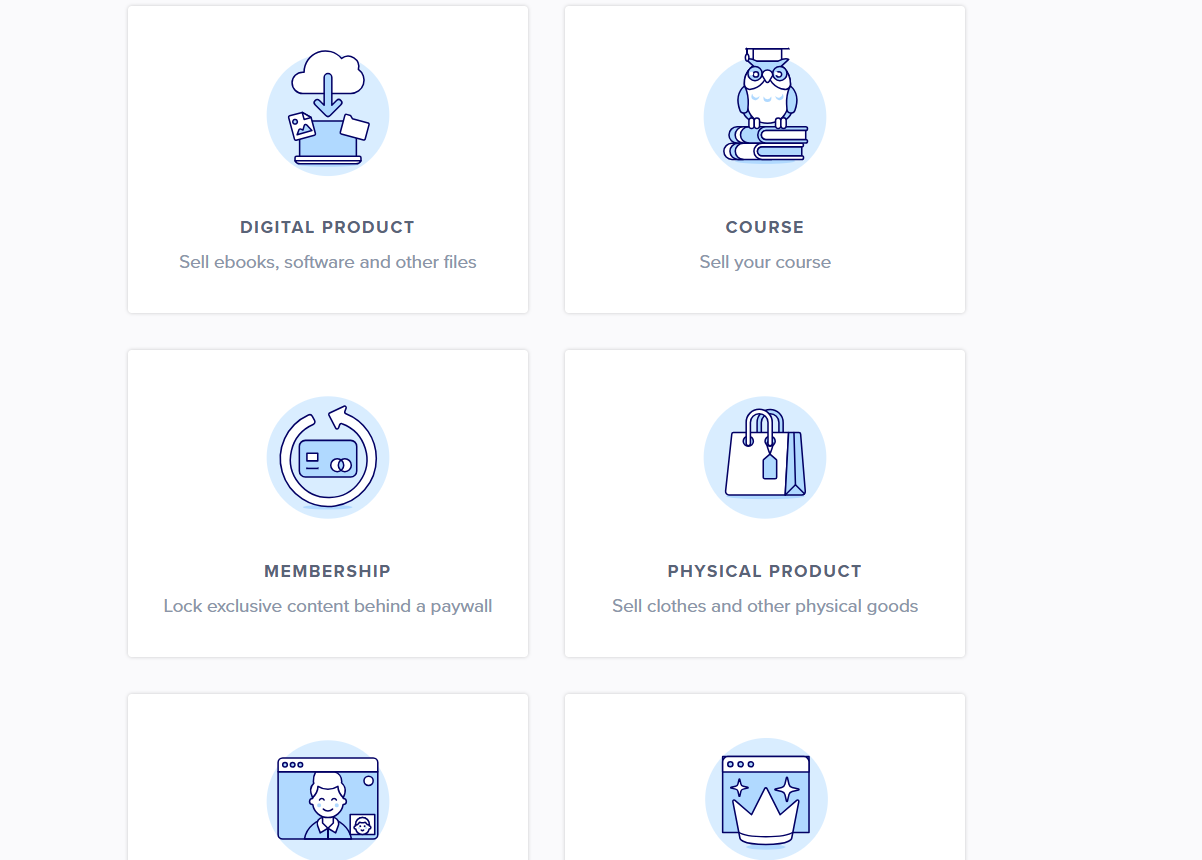 DIGITAL PRODUCT
Sell ebooks, software and other files
COURSE
Sell your course
MEMBERSHIP
Lock exclusive content behind a paywall
PHYSICAL PRODUCT
Sell clothes and other physical goods